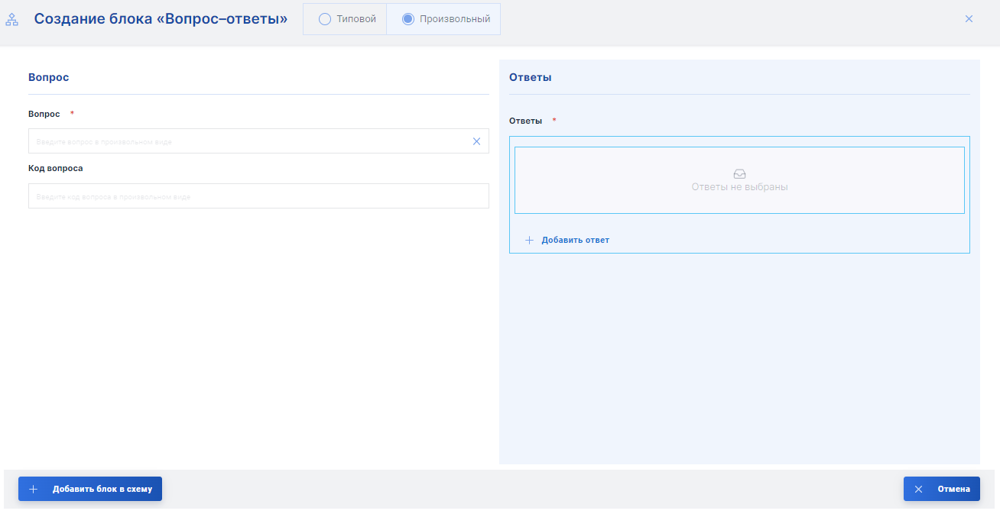 Создание блока «Вопрос–ответы»
Типовой
Произвольный
Вопрос
Вопрос *
Введите вопрос в произвольном виде
Код вопроса
Введите код вопроса в произвольном виде
Ответы
Ответы *
Ответы не выбраны
Добавить ответ
Добавить блок в схему
Отмена